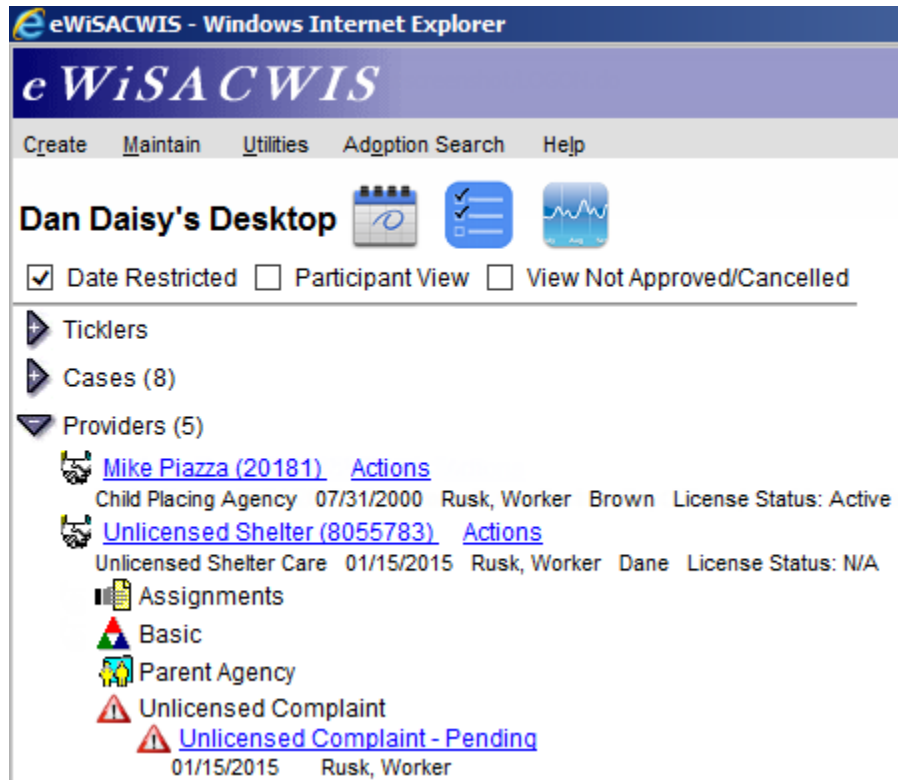 eWiSACWIS - Windows Internet Explorer
e WiSACWIS
Create Maintain Utilities Adoption Search Help
Dan Daisy's Desktop
Date Restricted Participant View View Not Approved/Cancelled
Ticklers
Cases (8)
Providers (5)
Mike Piazza (20181) Actions
Child Placing Agency 07/31/2000 Rusk, Worker Brown License Status: Active
Unlicensed Shelter (8055783) Actions
Unlicensed Shelter Care 01/15/2015 Rusk, Worker Dane License Status: N/A
Assignments
Basic
Parent Agency
Unlicensed Complaint
Unlicensed Complaint - Pending
01/15/2015 Rusk, Worker